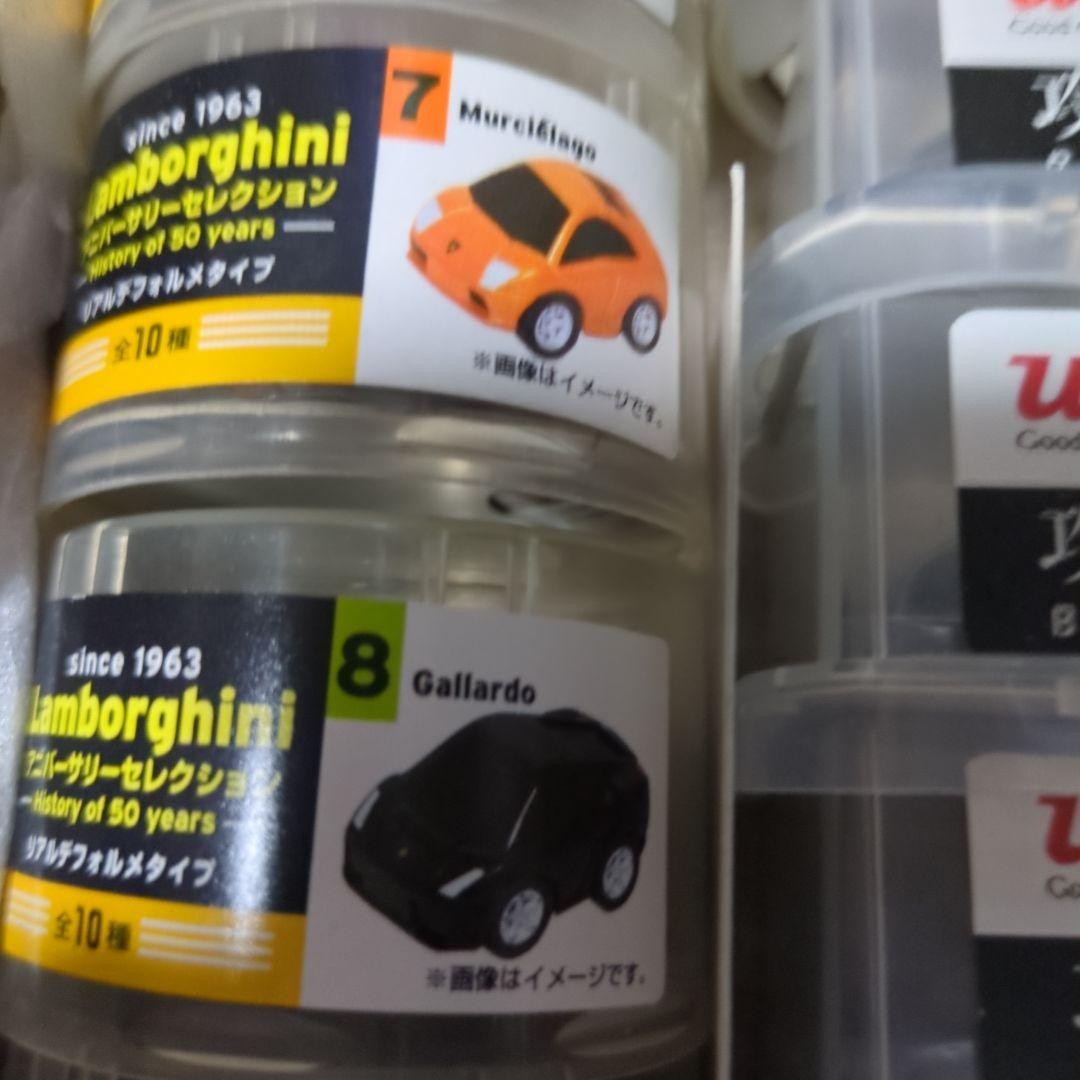 since 1963
Lamborghini
アニバーサリーセレクション
History of 50 years
リアルデフォルメタイプ
全10種
7
Murciélago
※画像はイメージです。
since 1963
Lamborghini
アニバーサリーセレクション
History of 50 years
リアルデフォルメタイプ
全10種
8
Gallardo
※画像はイメージです。
Good
攻
Good
攻